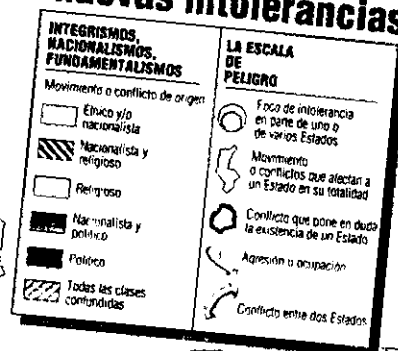 nuevas intolerancias
INTEGRISMOS,
NACIONALISMOS,
FUNDAMENTALISMOS
Movimiento o conflicto de origen
Étnico y/o
nacionalista
Nacionalista y
religioso
Religioso
Nacionalista y
político
Político
Todas las clases
confundidas
LA ESCALA
DE
PELIGRO
Foco de intolerancia
en parte de uno o
de varios Estados
Movimiento
o conflictos que afectan a
un Estado en su totalidad
Conflicto que pone en duda
la existencia de un Estado
Agresión u ocupación
Conflicto entre dos Estados